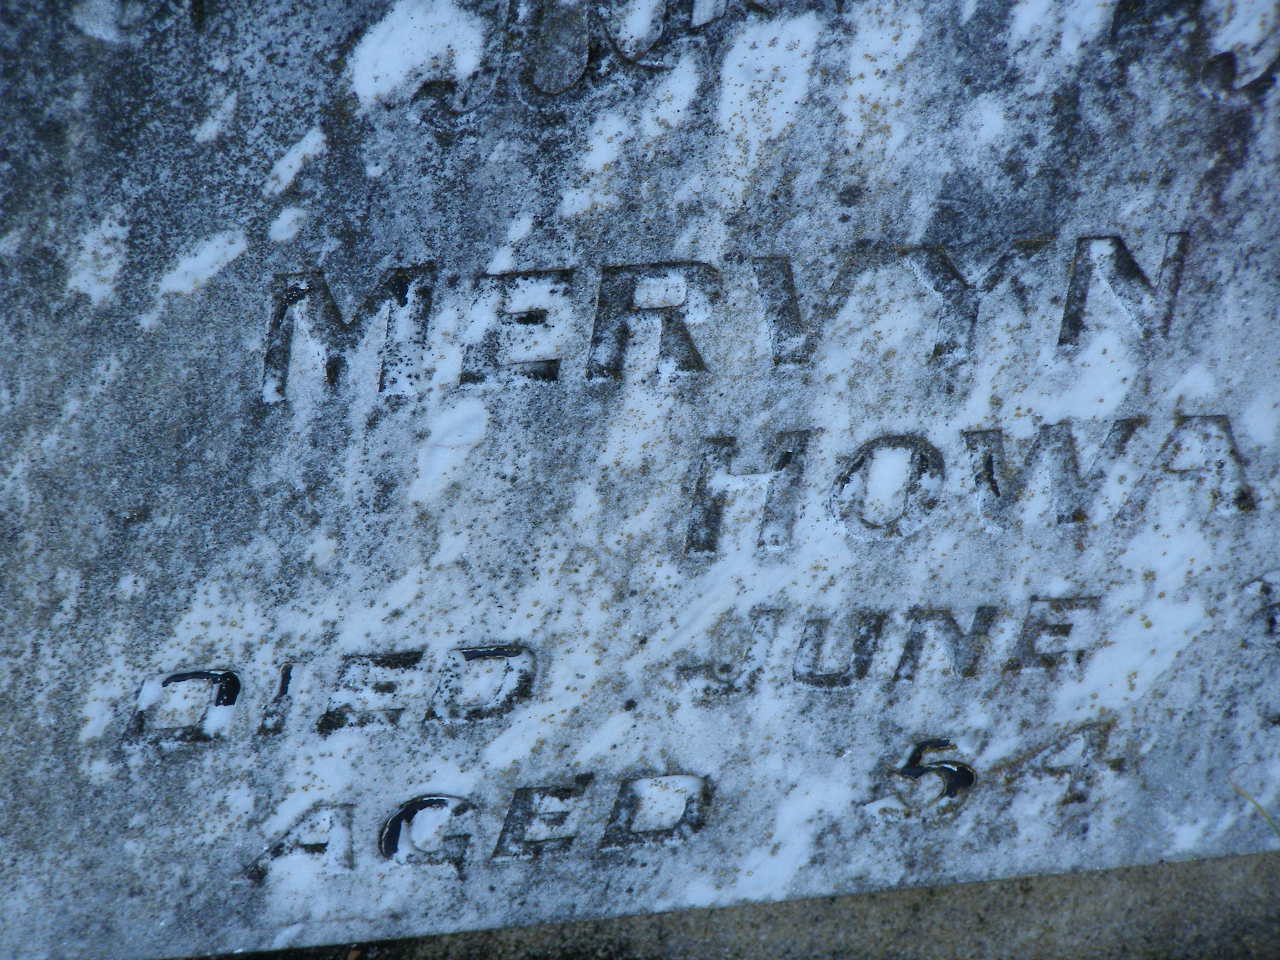 MERVYN
HOWA
DIED JUNE
AGED 54